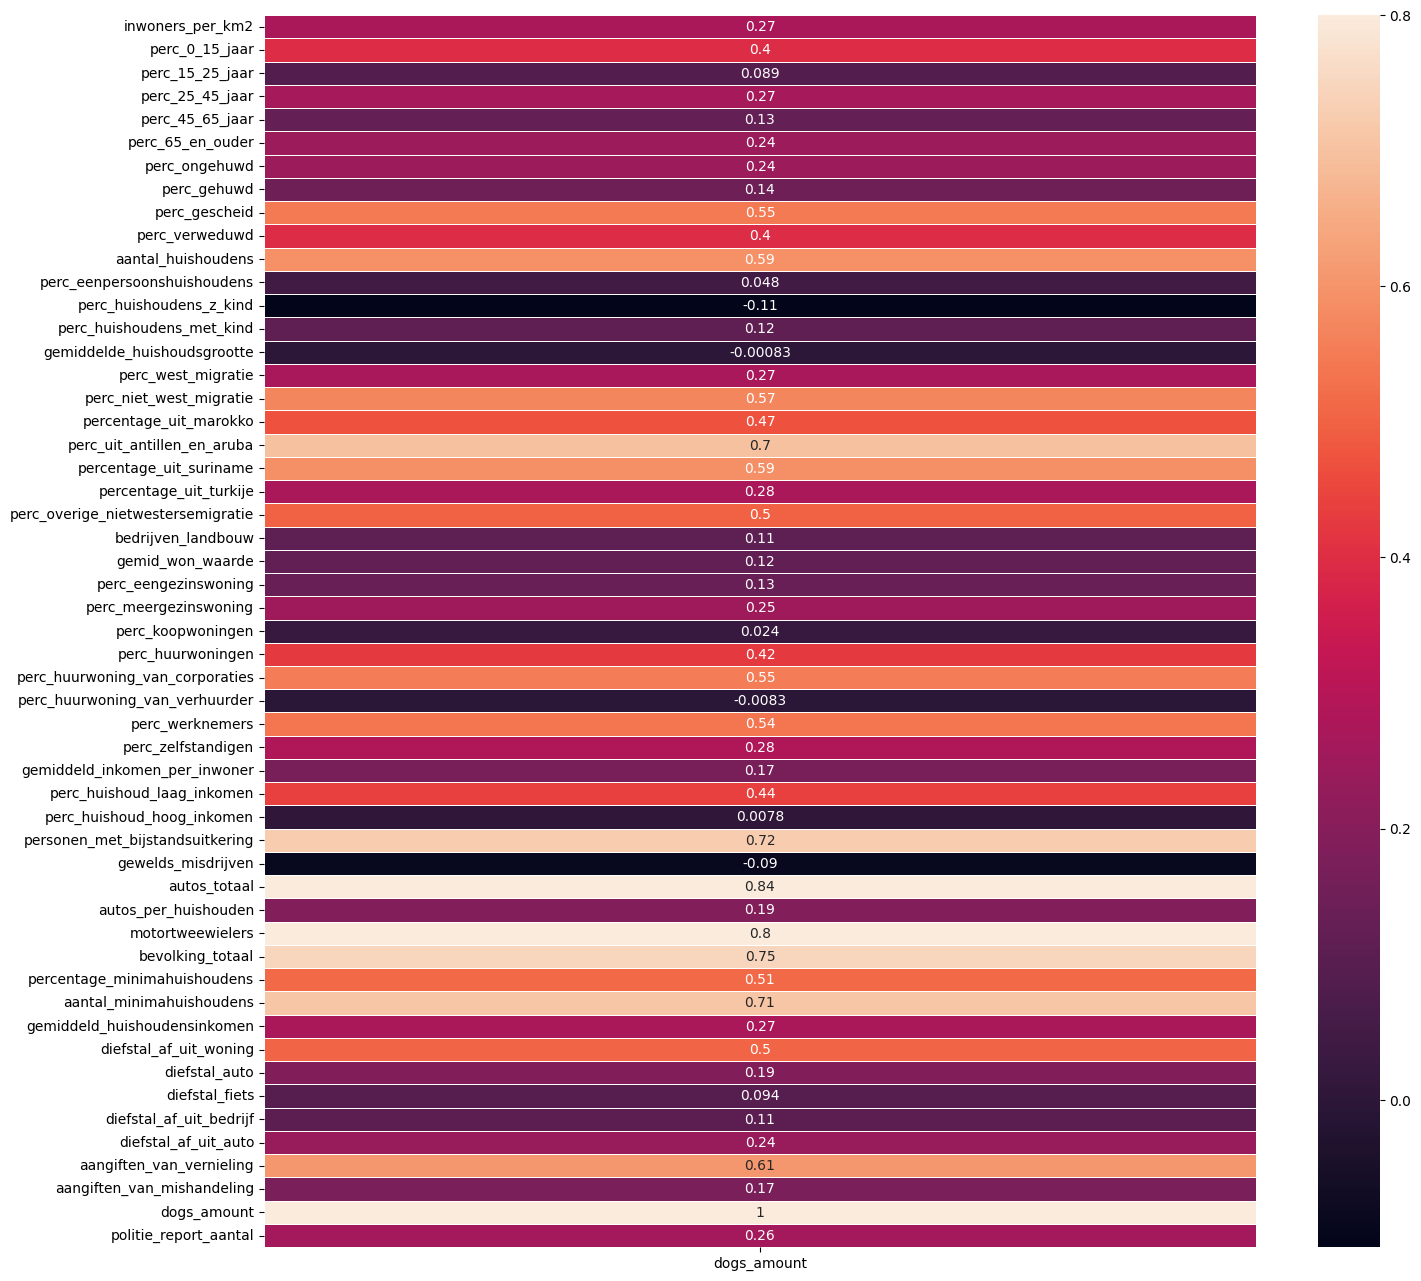 inwoners_per_km2 0.27 0.8
perc_0_15_jaar 0.4
perc_15_25_jaar 0.089
perc_25_45_jaar 0.27
perc_45_65_jaar 0.13
perc_65_en_ouder 0.24
perc_ongehuwd 0.24
perc_gehuwd 0.14
perc_gescheid 0.55
perc_verweduwd 0.4
aantal_huishoudens 0.59
perc_eenpersoonshuishoudens 0.048 0.6
perc_huishoudens_z_kind -0.11
perc_huishoudens_met_kind 0.12
gemiddelde_huishoudsgrootte -0.00083
perc_west_migratie 0.27
perc_niet_west_migratie 0.57
percentage_uit_marokko 0.47
perc_uit_antillen_en_aruba 0.7
percentage_uit_suriname 0.59
percentage_uit_turkije 0.28
perc_overige_nietwestersemigratie 0.5
bedrijven_landbouw 0.11
gemid_won_waarde 0.12 0.4
perc_eengezinswoning 0.13
perc_meergezinswoning 0.25
perc_koopwoningen 0.024
perc_huurwoningen 0.42
perc_huurwoning_van_corporaties 0.55
perc_huurwoning_van_verhuurder -0.0083
perc_werknemers 0.54
perc_zelfstandigen 0.28
gemiddeld_inkomen_per_inwoner 0.17
perc_huishoud_laag_inkomen 0.44
perc_huishoud_hoog_inkomen 0.0078
personen_met_bijstandsuitkering 0.72 0.2
gewelds_misdrijven -0.09
autos_totaal 0.84
autos_per_huishouden 0.19
motortweewielers 0.8
bevolking_totaal 0.75
percentage_minimahuishoudens 0.51
aantal_minimahuishoudens 0.71
gemiddeld_huishoudensinkomen 0.27
diefstal_af_uit_woning 0.5
diefstal_auto 0.19
diefstal_fiets 0.094 0.0
diefstal_af_uit_bedrijf 0.11
diefstal_af_uit_auto 0.24
aangiften_van_vernieling 0.61
aangiften_van_mishandeling 0.17
dogs_amount 1
politie_report_aantal 0.26
dogs_amount